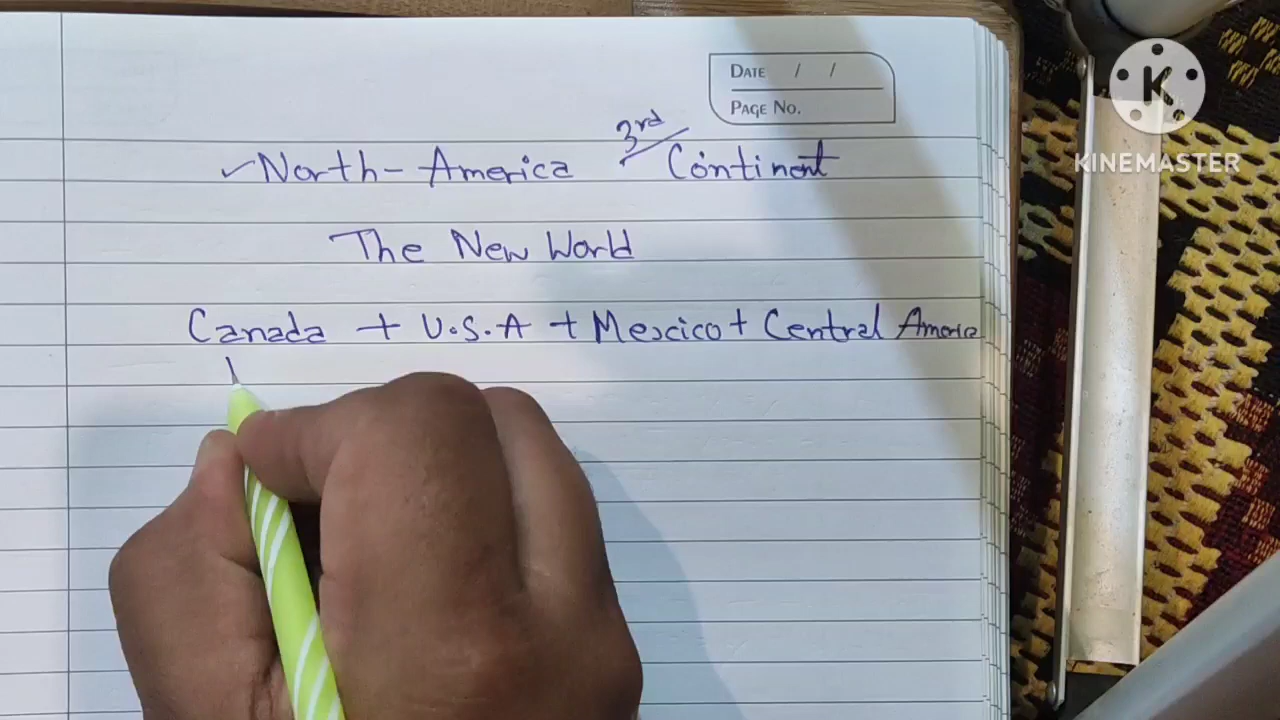 DATE / /
PAGE No.
North-America 3rd Continent
The New World
Canada + U.S.A + Mexico + Central America
K
KINEMASTER